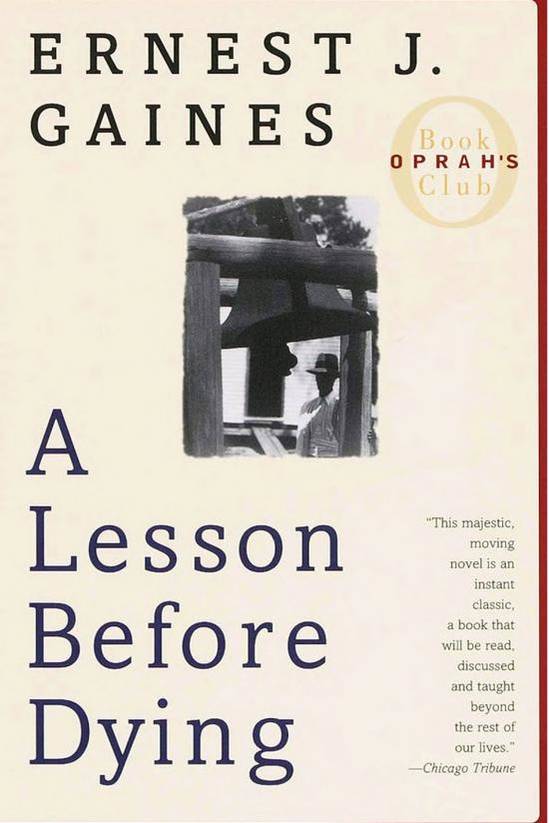 ERNEST J.
GAINES
Book
OPRAH'S
Club
A
Lesson
Before
Dying
"This majestic,
moving
novel is an
instant
classic,
a book that
will be read,
discussed
and taught
beyond
the rest of
our lives."
—Chicago Tribune